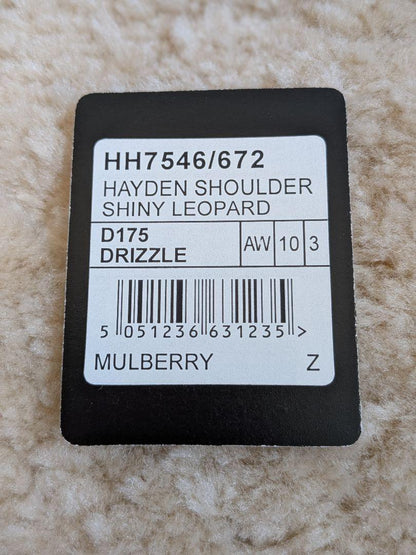 HH7546/672
HAYDEN SHOULDER
SHINY LEOPARD
D175 AW 10 3
DRIZZLE
5 051236 631235 >
MULBERRY Z